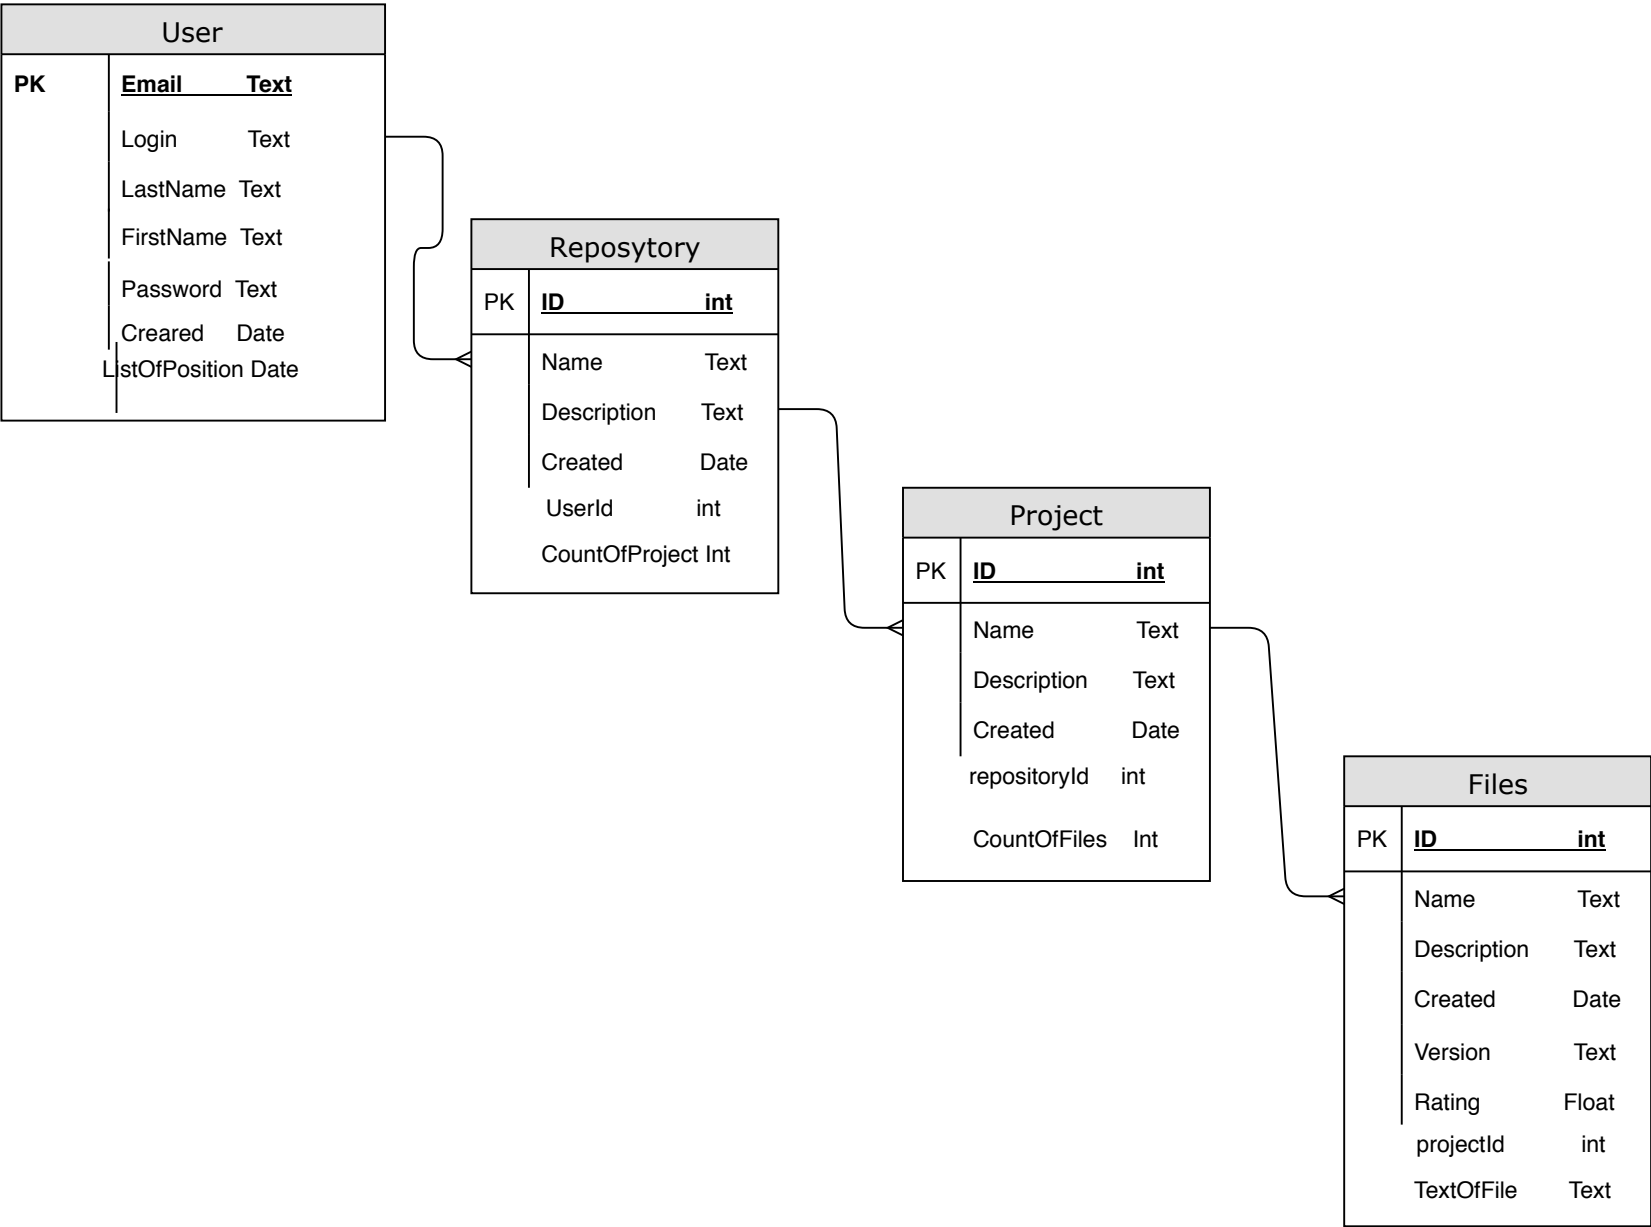 User
PK Email Text
Login Text
LastName Text
FirstName Text
Password Text
Creared Date
ListOfPosition Date
Reposytory
PK ID int
Name Text
Description Text
Created Date
UserId int
CountOfProject Int
Project
PK ID int
Name Text
Description Text
Created Date
repositoryId int
CountOfFiles Int
Files
PK ID int
Name Text
Description Text
Created Date
Version Text
Rating Float
projectId int
TextOfFile Text